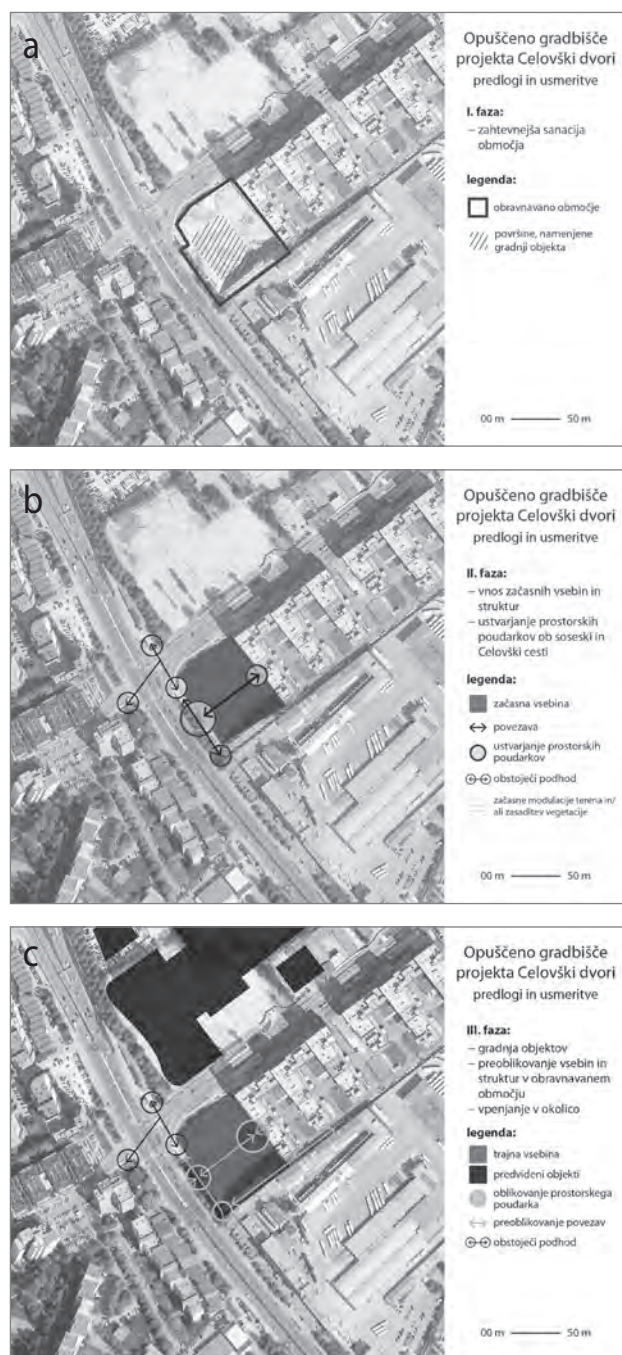 a
Opuščeno gradbišče
projekta Celovški dvori
predlogi in usmeritve
I. faza:
– zahtevnejša sanacija
območja
legenda:
obravnavano območje
površine, namenjene
gradnji objekta
00 m
50 m
b
Opuščeno gradbišče
projekta Celovški dvori
predlogi in usmeritve
II. faza:
– vnos začasnih vsebin in
struktur
– ustvarjanje prostorskih
poudarkov ob soseski in
Celovški cesti
legenda:
začasna vsebina
povezava
ustvarjanje prostorskih
poudarkov
obstoječi podhod
začasne modulacije terena in/
ali zasaditev vegetacije
00 m
50 m
c
Opuščeno gradbišče
projekta Celovški dvori
predlogi in usmeritve
III. faza:
– gradnja objektov
– preoblikovanje vsebin in
struktur v obravnavanem
območju
– vpenjanje v okolico
legenda:
trajna vsebina
predvideni objekti
oblikovanje prostorskega
poudarka
preoblikovanje povezav
obstoječi podhod
00 m
50 m